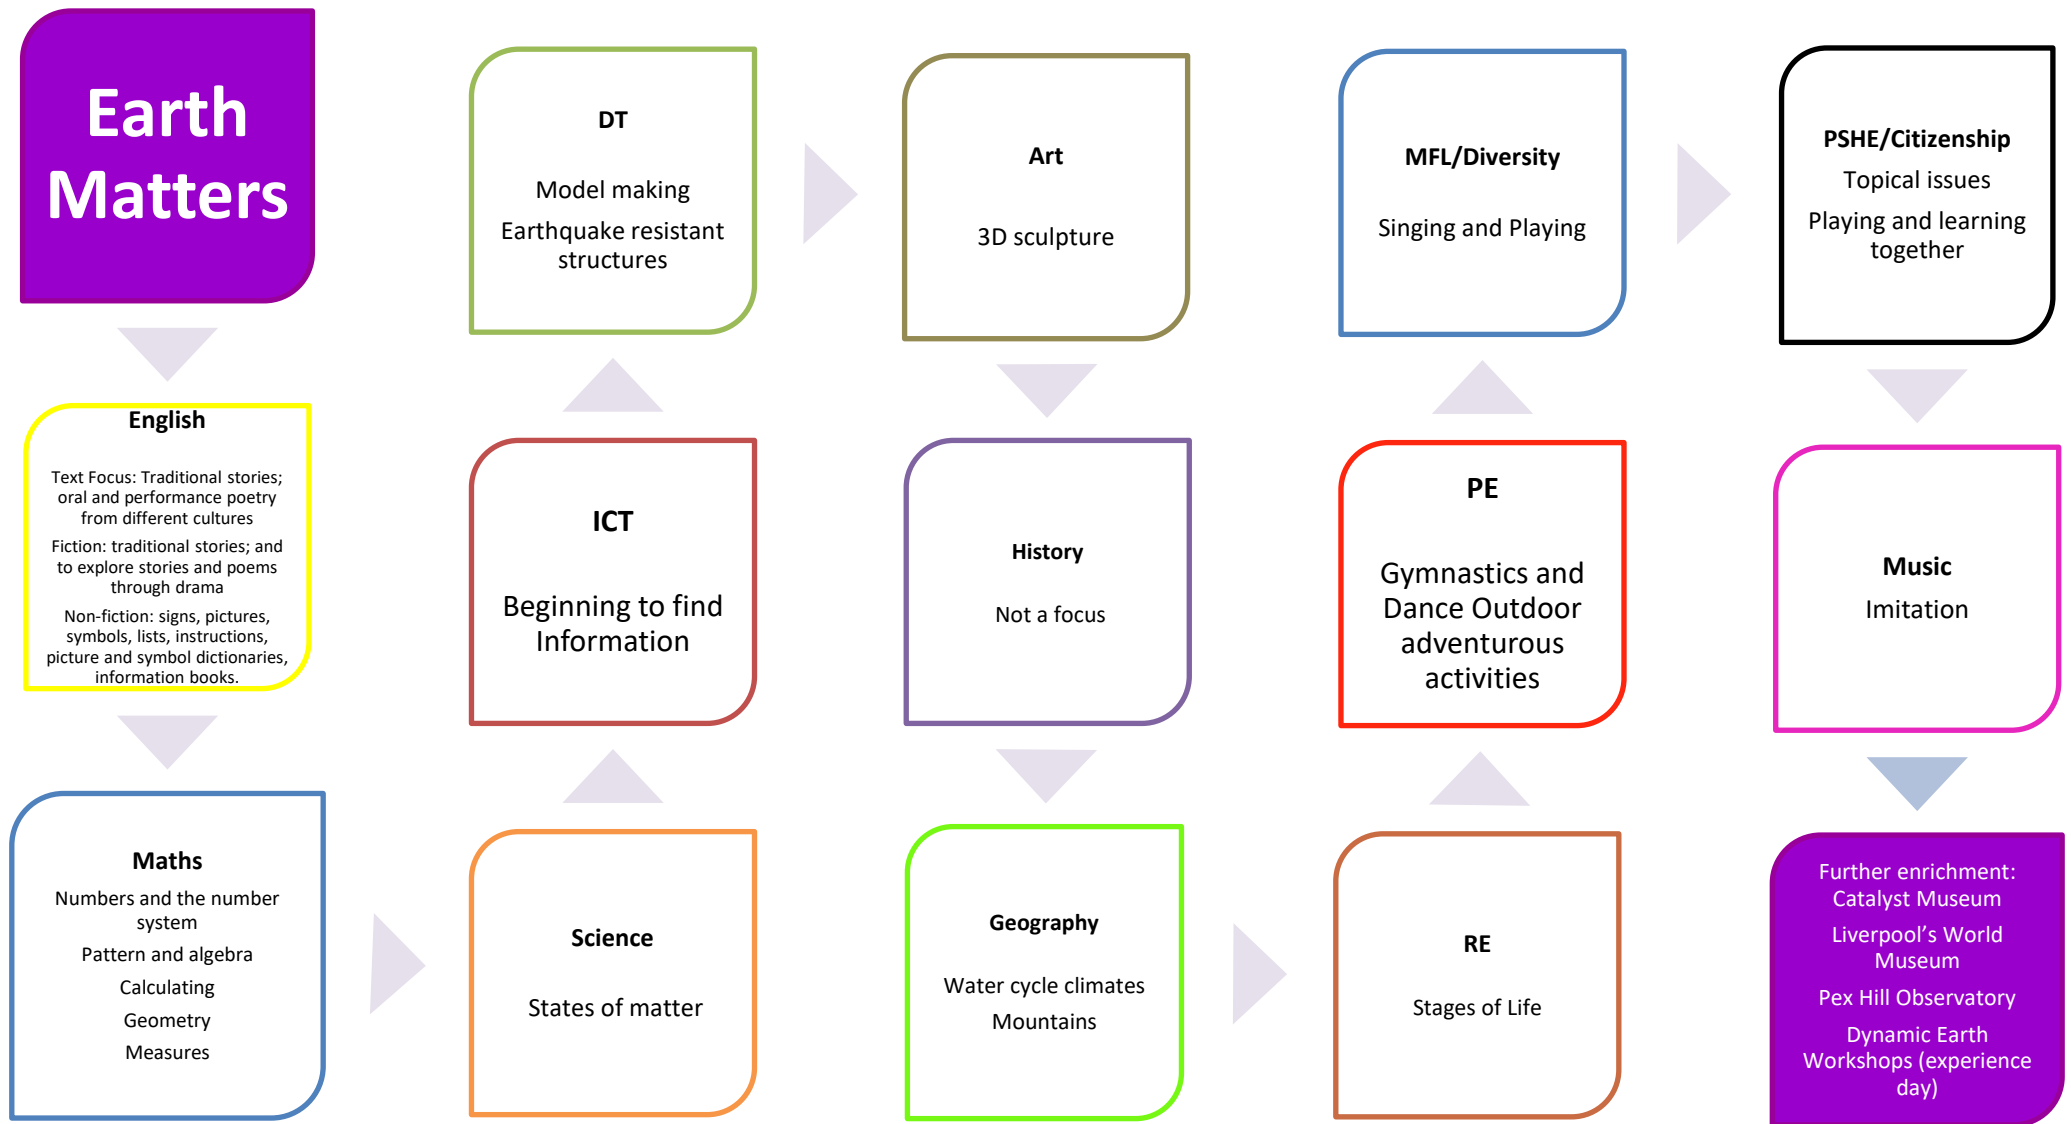 Earth
Matters
English
Text Focus: Traditional stories;
oral and performance poetry
from different cultures
Fiction: traditional stories; and
to explore stories and poems
through drama
Non-fiction: signs, pictures,
symbols, lists, instructions,
picture and symbol dictionaries,
information books.
Maths
Numbers and the number
system
Pattern and algebra
Calculating
Geometry
Measures
Science
States of matter
ICT
Beginning to find
Information
DT
Model making
Earthquake resistant
structures
Art
3D sculpture
History
Not a focus
Geography
Water cycle climates
Mountains
RE
Stages of Life
PE
Gymnastics and
Dance Outdoor
adventurous
activities
MFL/Diversity
Singing and Playing
PSHE/Citizenship
Topical issues
Playing and learning
together
Music
Imitation
Further enrichment:
Catalyst Museum
Liverpool’s World
Museum
Pex Hill Observatory
Dynamic Earth
Workshops (experience
day)